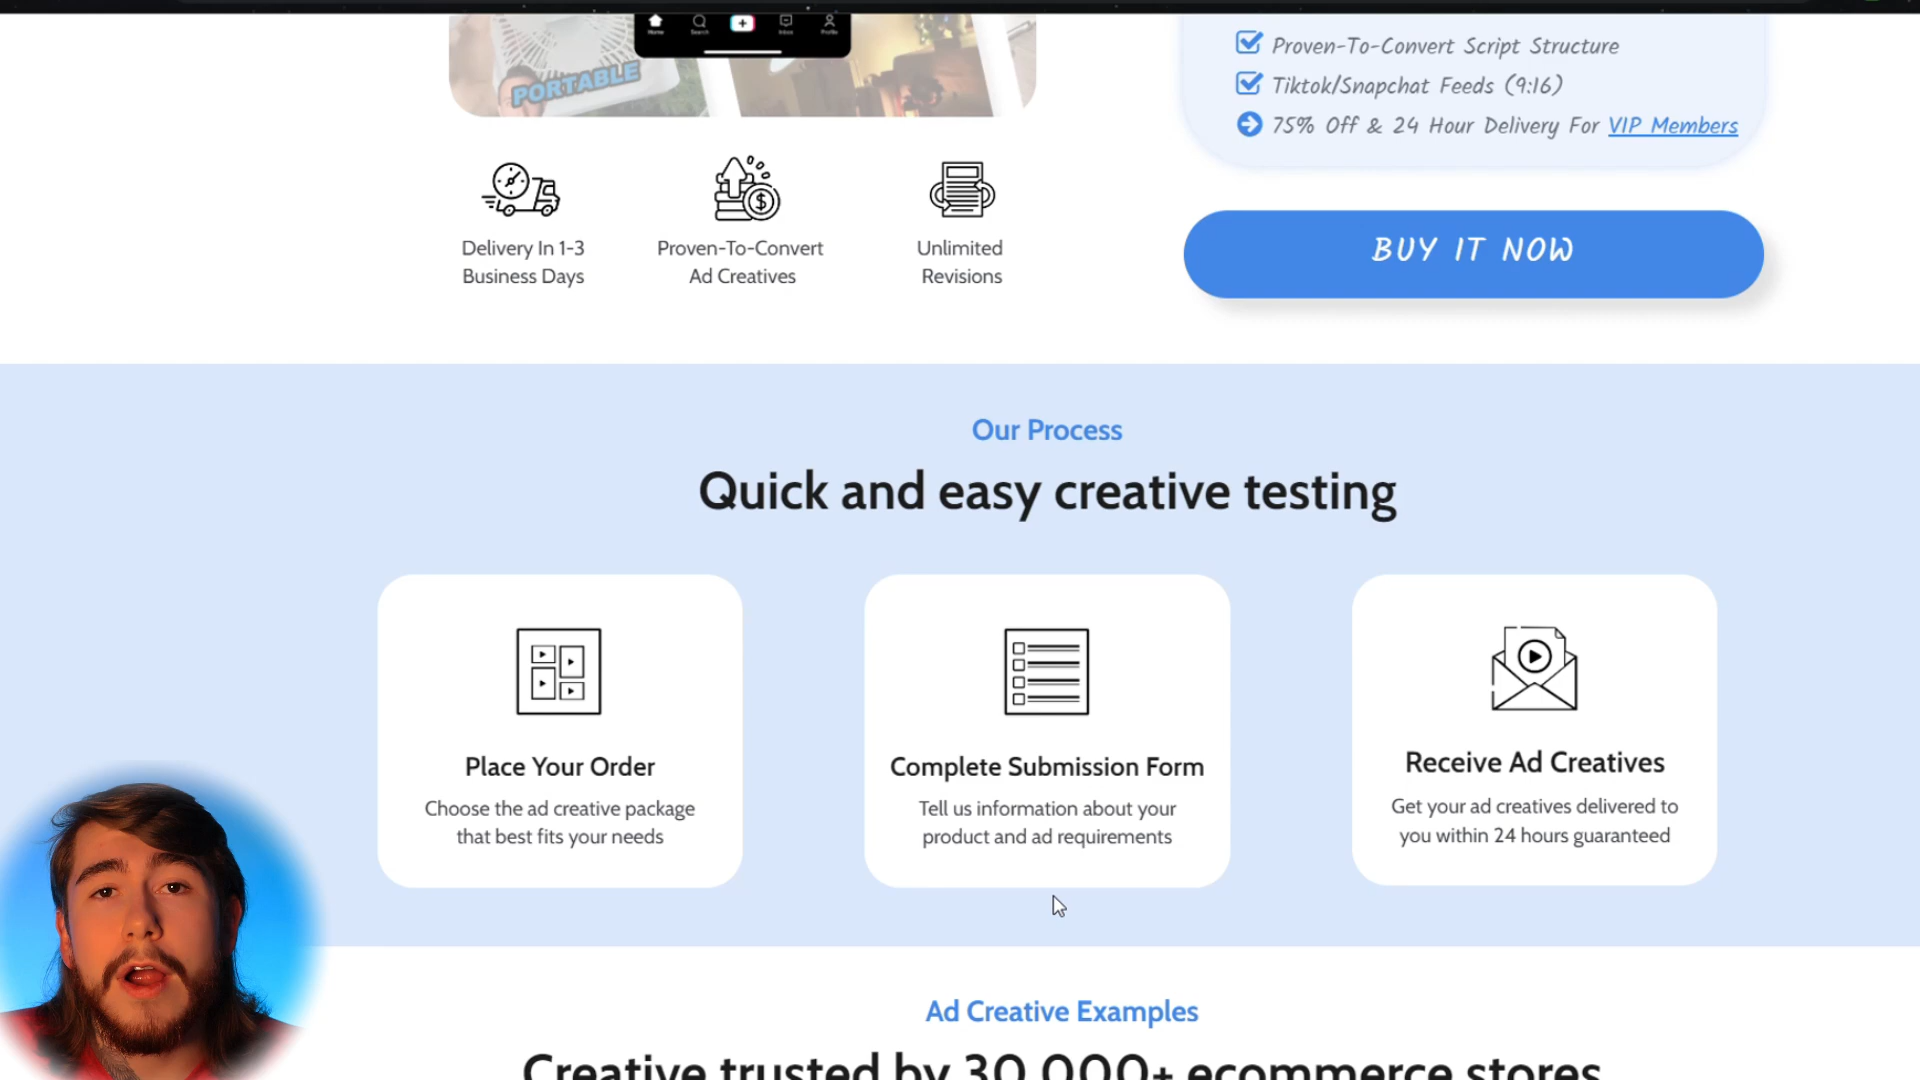 Home Search Inbox Profile
PORTABLE
Proven-To-Convert Script Structure
Tiktok/Snapchat Feeds (9:16)
75% Off & 24 Hour Delivery For VIP Members
Delivery In 1-3
Business Days
Proven-To-Convert
Ad Creatives
Unlimited
Revisions
BUY IT NOW
Our Process
Quick and easy creative testing
Place Your Order
Choose the ad creative package
that best fits your needs
Complete Submission Form
Tell us information about your
product and ad requirements
Receive Ad Creatives
Get your ad creatives delivered to
you within 24 hours guaranteed
Ad Creative Examples
Creative trusted by 30,000+ ecommerce stores